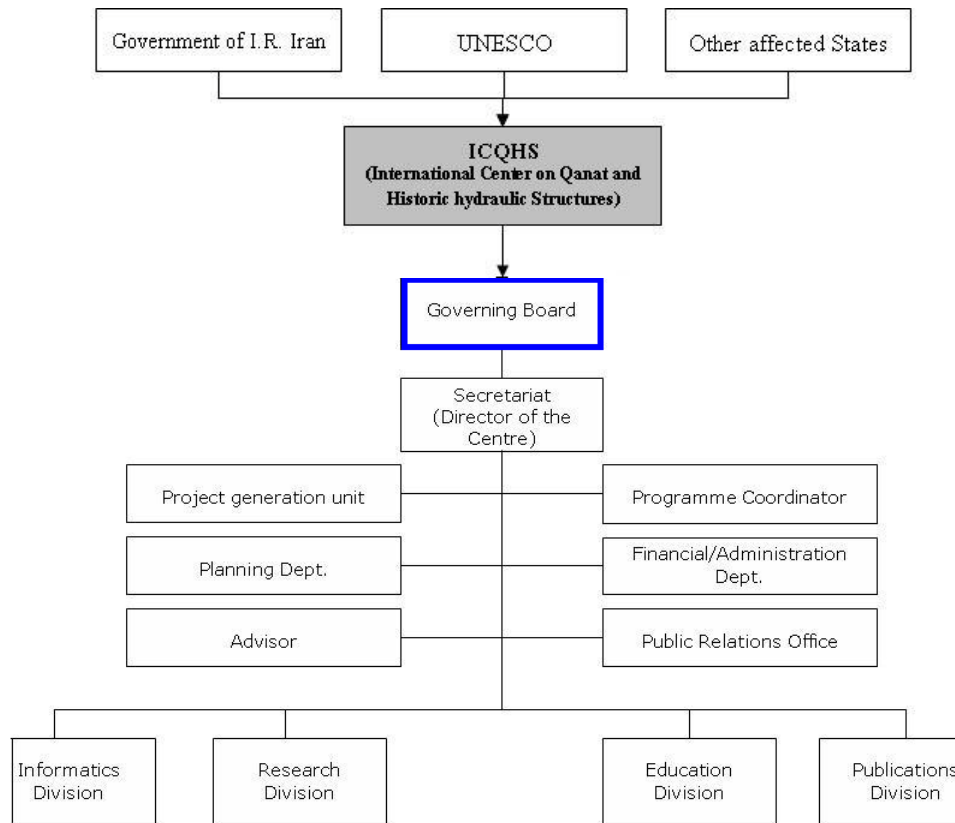 Government of I.R. Iran
UNESCO
Other affected States
ICQHS
(International Center on Qanat and
Historic hydraulic Structures)
Governing Board
Secretariat
(Director of the
Centre)
Project generation unit
Programme Coordinator
Planning Dept.
Financial/Administration
Dept.
Advisor
Public Relations Office
Informatics
Division
Research
Division
Education
Division
Publications
Division